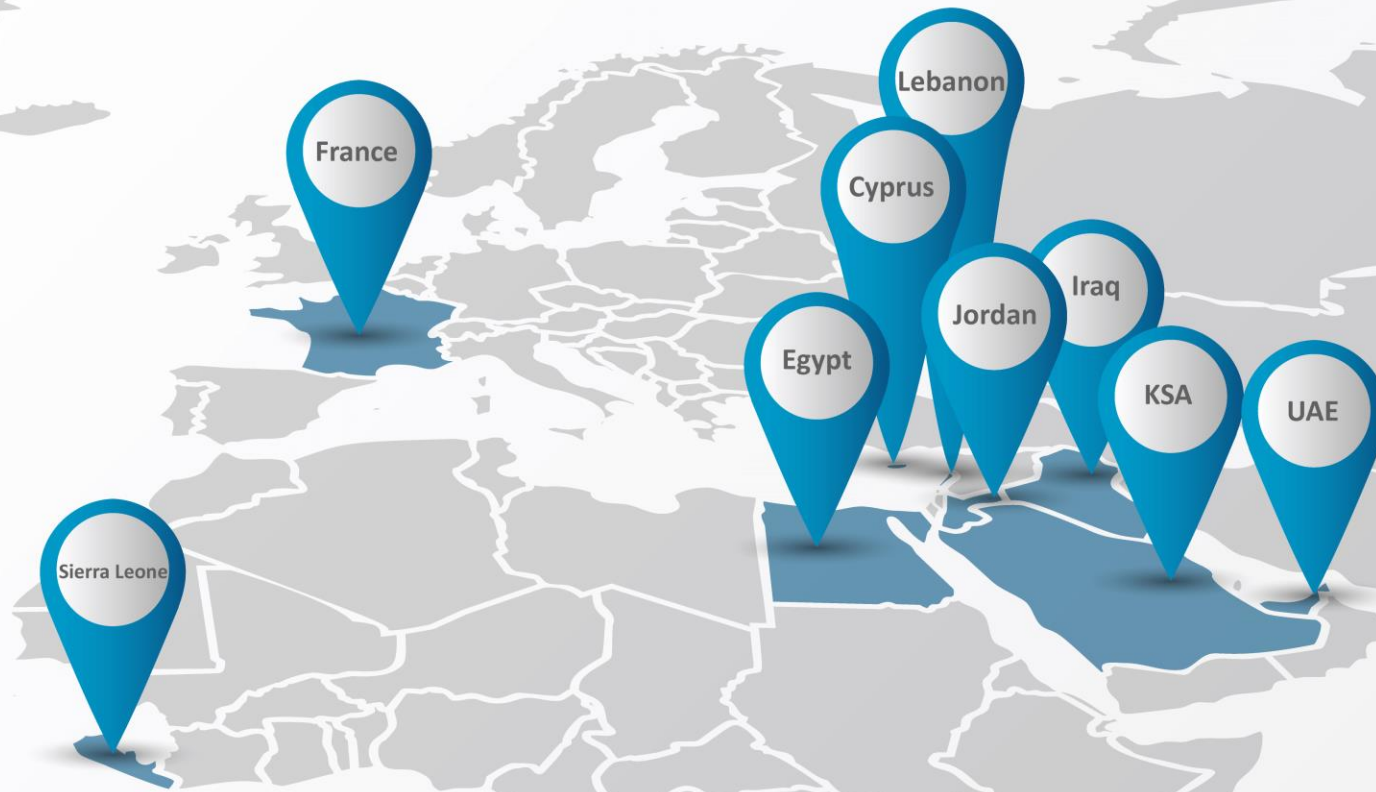 Lebanon
France
Cyprus
Iraq
Jordan
Egypt
KSA
UAE
Sierra Leone